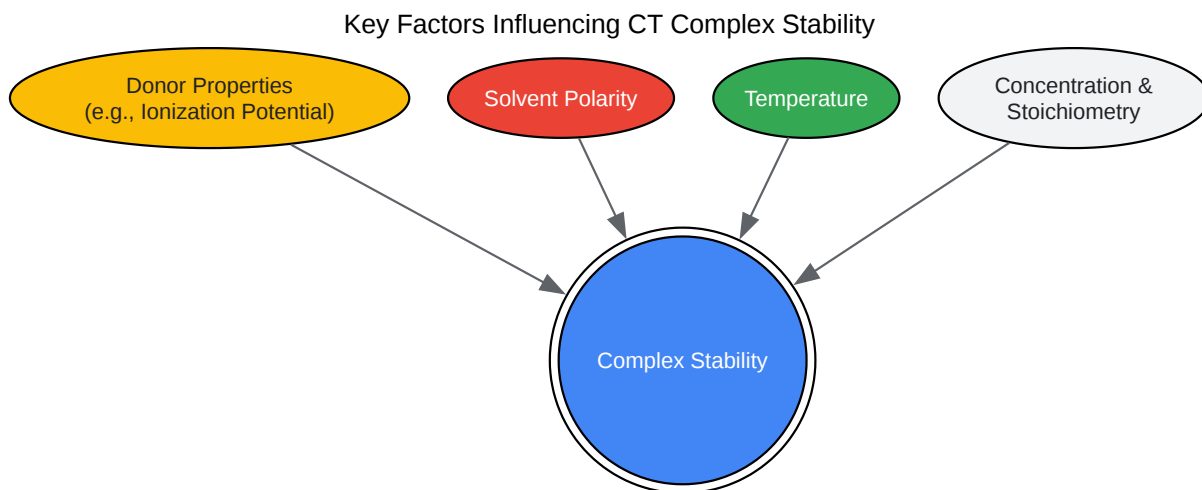 Key Factors Influencing CT Complex Stability
Donor Properties
(e.g., Ionization Potential)
Solvent Polarity
Temperature
Concentration &
Stoichiometry
Complex Stability